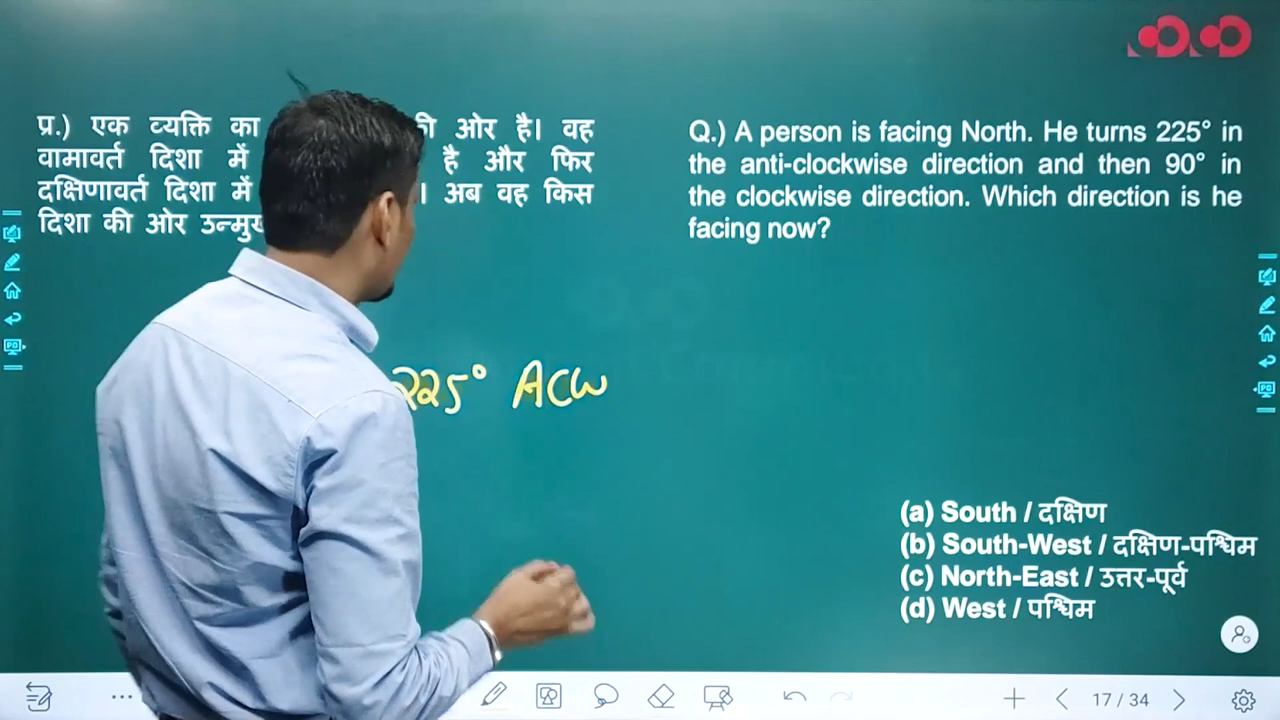 प्र.) एक व्यक्ति का की ओर है। वह
वामावर्त दिशा में है और फिर
दक्षिणावर्त दिशा में । अब वह किस
दिशा की ओर उन्मुख
Q.) A person is facing North. He turns 225° in
the anti-clockwise direction and then 90° in
the clockwise direction. Which direction is he
facing now?
225° ACW
(a) South / दक्षिण
(b) South-West / दक्षिण-पश्चिम
(c) North-East / उत्तर-पूर्व
(d) West / पश्चिम
17 / 34